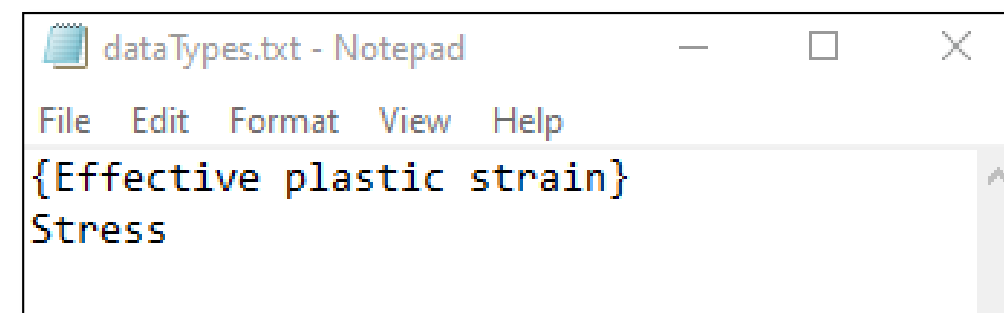 dataTypes.txt - Notepad
File Edit Format View Help
{Effective plastic strain}
Stress